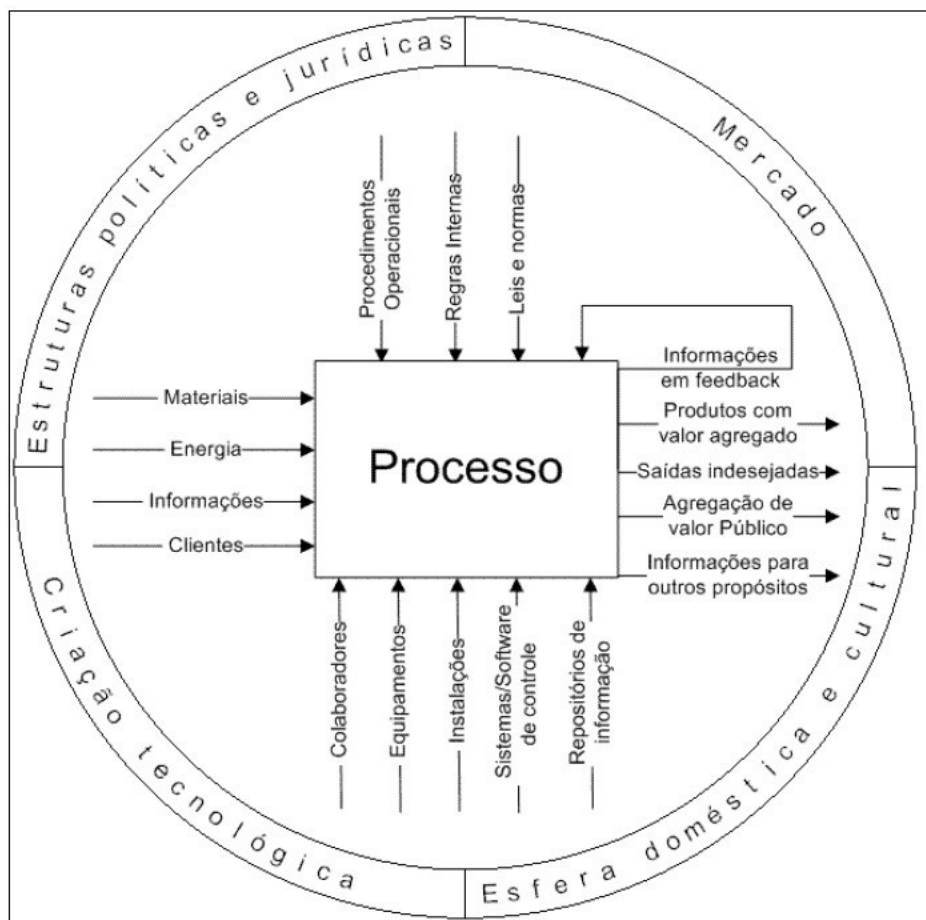 Estruturas políticas e jurídicas
Mercado
Procedimentos
Operacionais
Regras Internas
Leis e normas
Informações
em feedback
Materiais
Produtos com
valor agregado
Energia
Processo
Saídas indesejadas
Informações
Agregação de
valor Público
Clientes
Informações para
outros propósitos
Colaboradores
Equipamentos
Instalações
Sistemas/Software
de controle
Repositórios de
informação
Criação tecnológica
Esfera doméstica e cultural